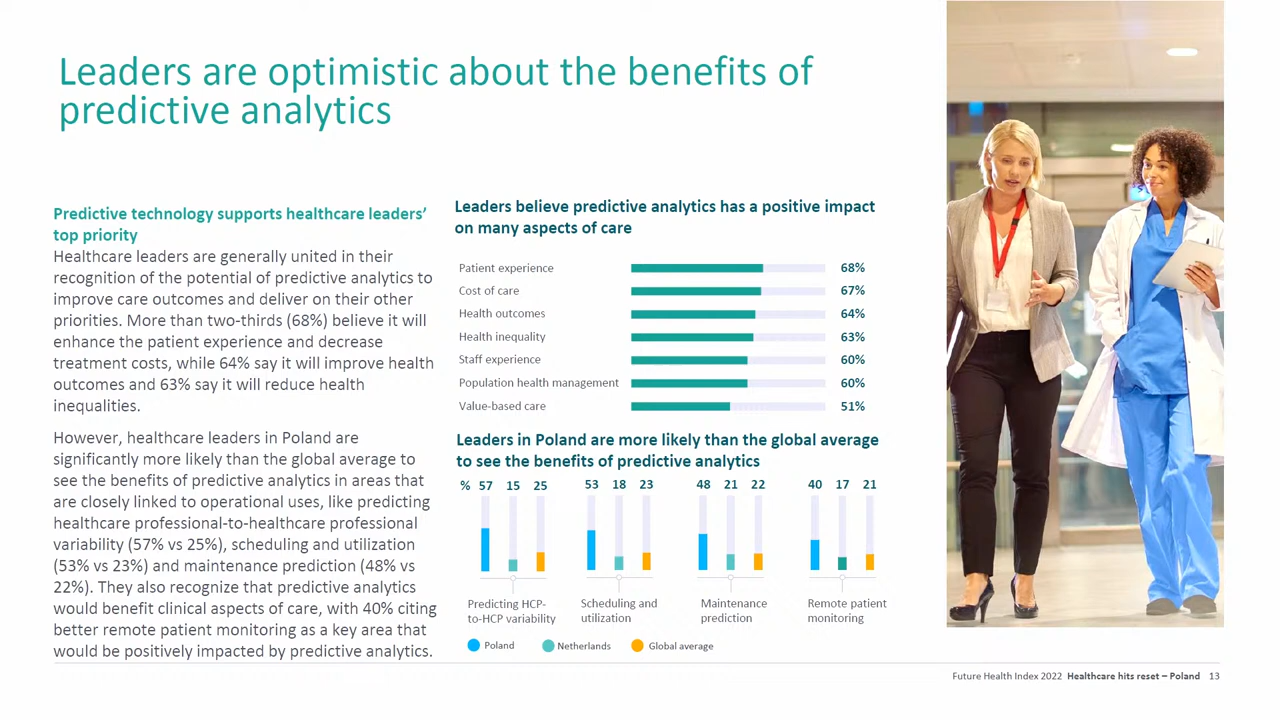 Leaders are optimistic about the benefits of
predictive analytics
Predictive technology supports healthcare leaders’
top priority
Healthcare leaders are generally united in their
recognition of the potential of predictive analytics to
improve care outcomes and deliver on their other
priorities. More than two-thirds (68%) believe it will
enhance the patient experience and decrease
treatment costs, while 64% say it will improve health
outcomes and 63% say it will reduce health
inequalities.
However, healthcare leaders in Poland are
significantly more likely than the global average to
see the benefits of predictive analytics in areas that
are closely linked to operational uses, like predicting
healthcare professional-to-healthcare professional
variability (57% vs 25%), scheduling and utilization
(53% vs 23%) and maintenance prediction (48% vs
22%). They also recognize that predictive analytics
would benefit clinical aspects of care, with 40% citing
better remote patient monitoring as a key area that
would be positively impacted by predictive analytics.
Leaders believe predictive analytics has a positive impact
on many aspects of care
Patient experience 68%
Cost of care 67%
Health outcomes 64%
Health inequality 63%
Staff experience 60%
Population health management 60%
Value-based care 51%
Leaders in Poland are more likely than the global average
to see the benefits of predictive analytics
% 57 15 25 53 18 23 48 21 22 40 17 21
Predicting HCP-
to-HCP variability
Scheduling and
utilization
Maintenance
prediction
Remote patient
monitoring
Poland Netherlands Global average
Future Health Index 2022 Healthcare hits reset – Poland 13